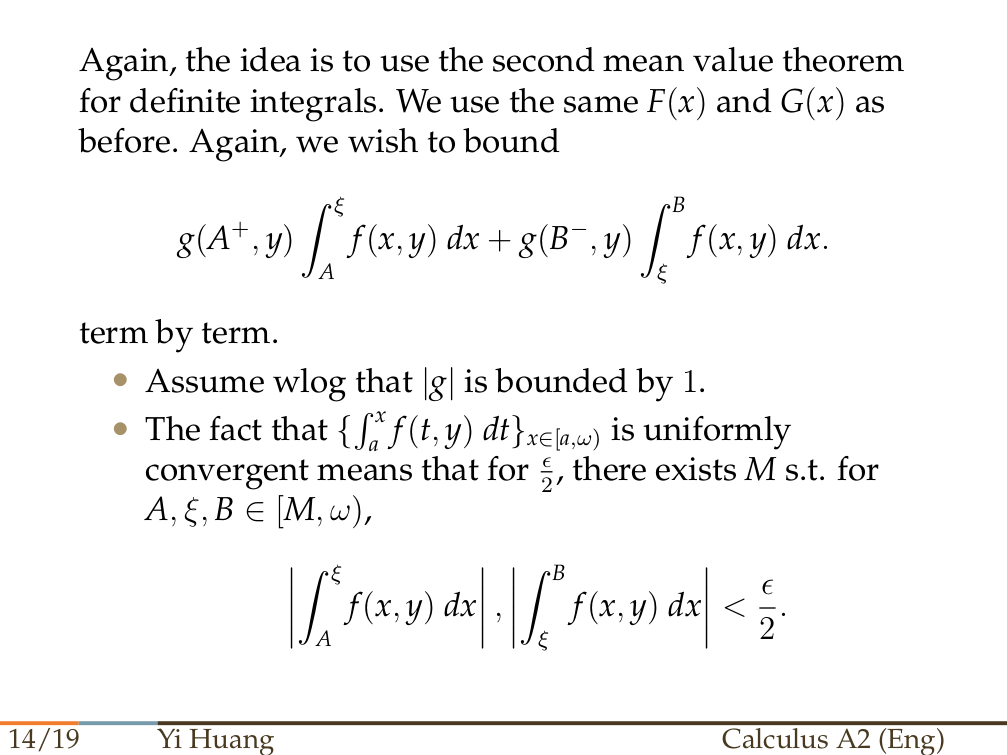 Again, the idea is to use the second mean value theorem
for definite integrals. We use the same F(x) and G(x) as
before. Again, we wish to bound
g(A⁺, y) ∫_A^ξ f(x, y) dx + g(B⁻, y) ∫_ξ^B f(x, y) dx.
term by term.
• Assume wlog that |g| is bounded by 1.
• The fact that {∫_a^x f(t, y) dt}_{x∈[a,ω)} is uniformly
convergent means that for ϵ/2, there exists M s.t. for
A, ξ, B ∈ [M, ω),
|∫_A^ξ f(x, y) dx| , |∫_ξ^B f(x, y) dx| < ϵ/2.
14/19 Yi Huang Calculus A2 (Eng)